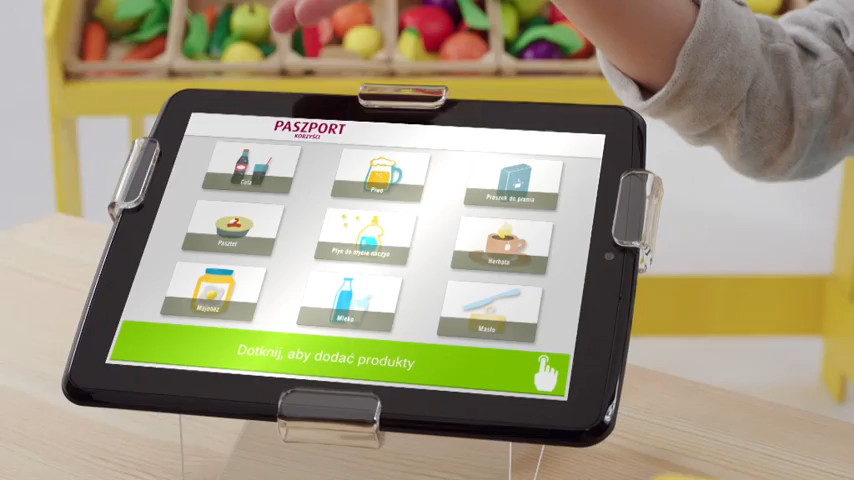 PASZPORT
KORZYŚCI
Cola
Piwo
Proszek do prania
Pasztet
Płyn do mycia naczyń
Herbata
Majonez
Mleko
Masło
Dotknij, aby dodać produkty